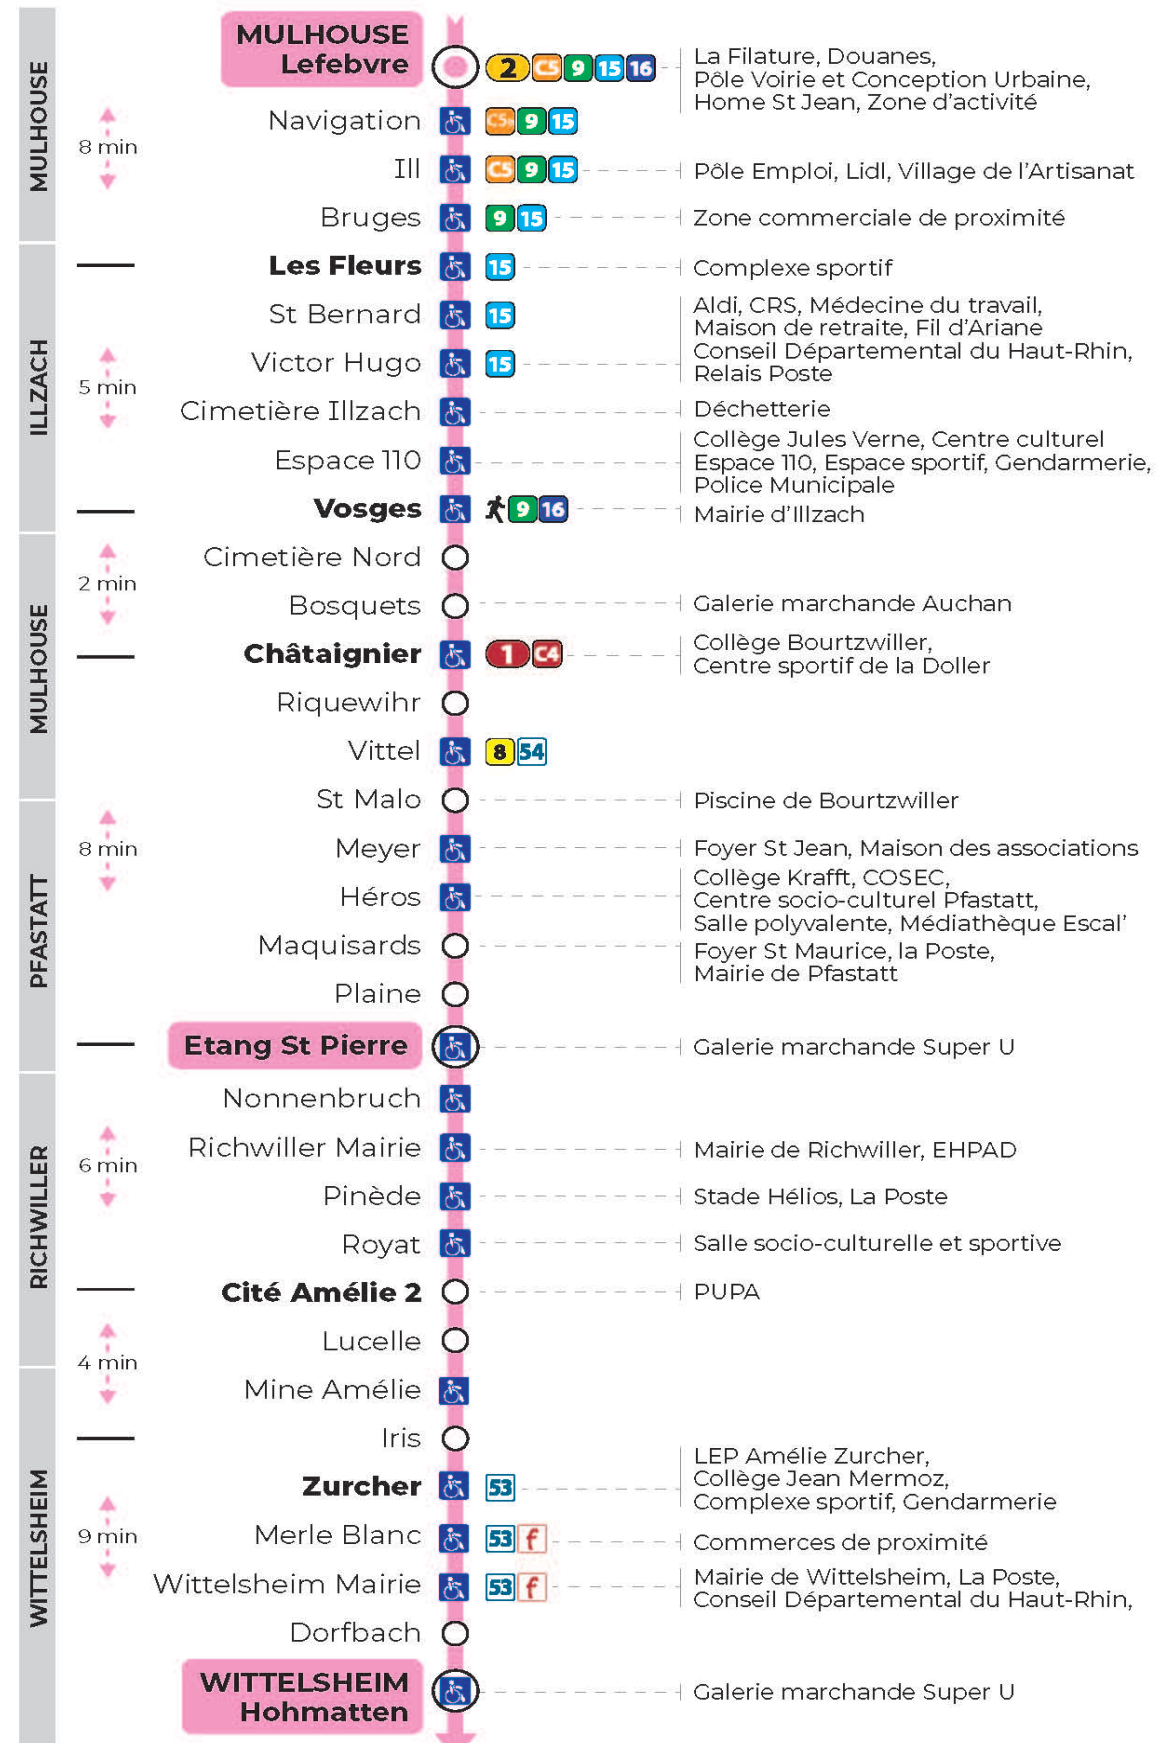 MULHOUSE
Lefebvre
2 C5 9 15 16
La Filature, Douanes,
Pôle Voirie et Conception Urbaine,
Home St Jean, Zone d'activité
MULHOUSE
8 min
Navigation
C5 9 15
Ill
C5 9 15
Pôle Emploi, Lidl, Village de l'Artisanat
Bruges
9 15
Zone commerciale de proximité
ILLZACH
Les Fleurs
15
Complexe sportif
St Bernard
15
Aldi, CRS, Médecine du travail,
Maison de retraite, Fil d'Ariane
5 min
Victor Hugo
15
Conseil Départemental du Haut-Rhin,
Relais Poste
Cimetière Illzach
Déchetterie
Espace 110
Collège Jules Verne, Centre culturel
Espace 110, Espace sportif, Gendarmerie,
Police Municipale
Vosges
9 16
Mairie d'Illzach
MULHOUSE
2 min
Cimetière Nord
Bosquets
Galerie marchande Auchan
Châtaignier
1 C4
Collège Bourtzwiller,
Centre sportif de la Doller
Riquewihr
Vittel
8 54
PFASTATT
8 min
St Malo
Piscine de Bourtzwiller
Meyer
Foyer St Jean, Maison des associations
Héros
Collège Krafft, COSEC,
Centre socio-culturel Pfastatt,
Salle polyvalente, Médiathèque Escal'
Maquisards
Foyer St Maurice, la Poste,
Mairie de Pfastatt
Plaine
Etang St Pierre
Galerie marchande Super U
RICHWILLER
6 min
Nonnenbruch
Richwiller Mairie
Mairie de Richwiller, EHPAD
Pinède
Stade Hélios, La Poste
Royat
Salle socio-culturelle et sportive
Cité Amélie 2
PUPA
4 min
Lucelle
Mine Amélie
Iris
WITTELSHEIM
9 min
Zurcher
53
LEP Amélie Zurcher,
Collège Jean Mermoz,
Complexe sportif, Gendarmerie
Merle Blanc
53 f
Commerces de proximité
Wittelsheim Mairie
53 f
Mairie de Wittelsheim, La Poste,
Conseil Départemental du Haut-Rhin,
Dorfbach
WITTELSHEIM
Hohmatten
Galerie marchande Super U